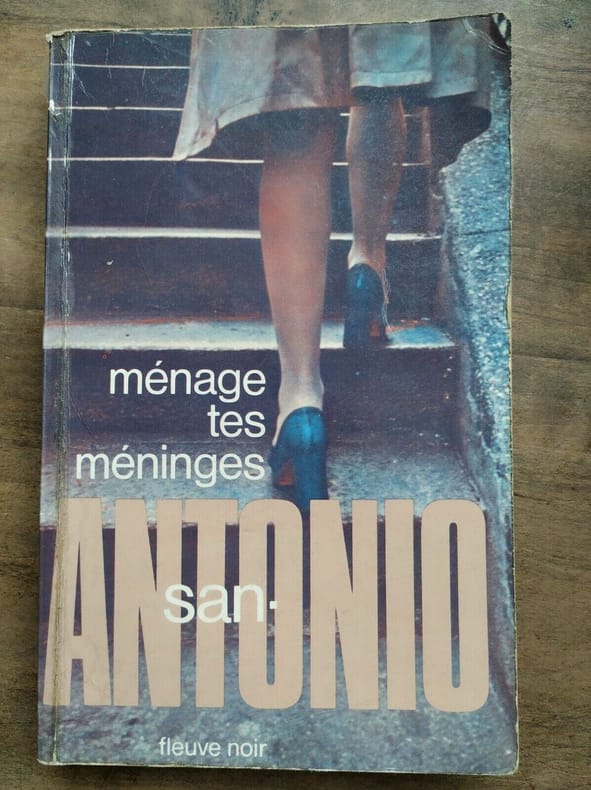 ménage
tes
méninges
san-
ANTONIO
fleuve noir